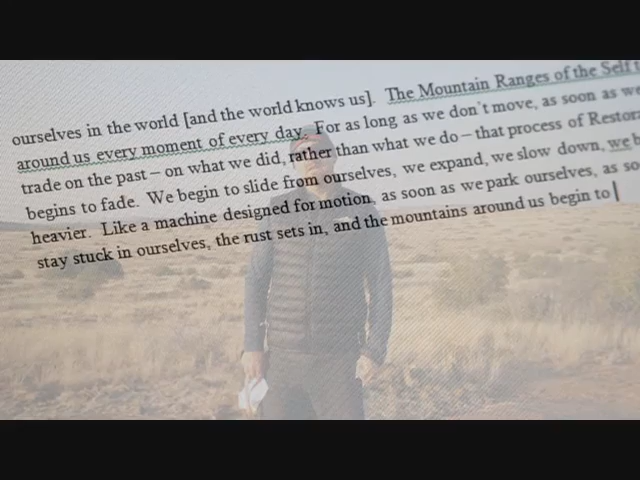 ourselves in the world [and the world knows us]. The Mountain Ranges of the Self
around us every moment of every day. For as long as we don't move, as soon as we
trade on the past – on what we did, rather than what we do – that process of
begins to fade. We begin to slide from ourselves, we expand, we slow down, we
heavier. Like a machine designed for motion, as soon as we park ourselves, as
stay stuck in ourselves, the rust sets in, and the mountains around us begin to